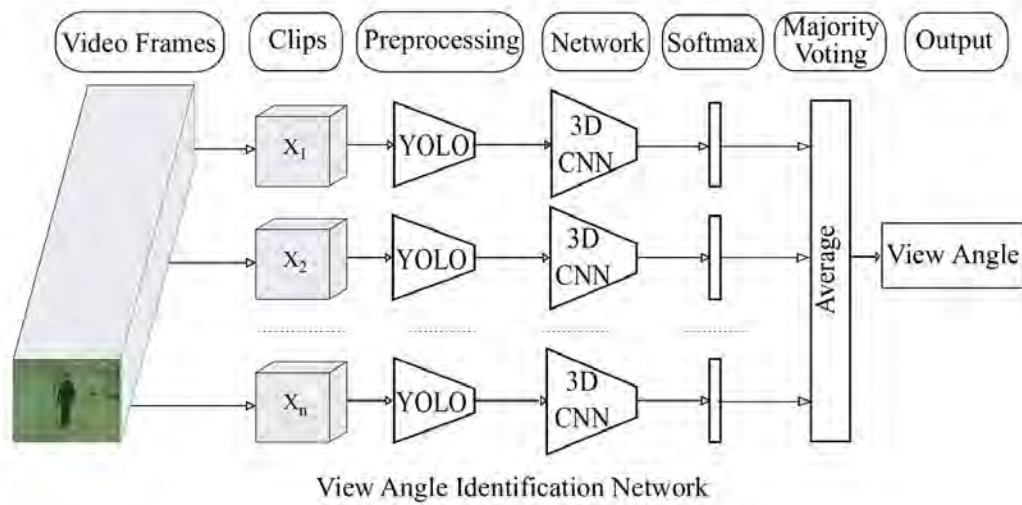 Video Frames
Clips
Preprocessing
Network
Softmax
Majority
Voting
Output
X1
YOLO
3D
CNN
X2
YOLO
3D
CNN
Xn
YOLO
3D
CNN
Average
View Angle
View Angle Identification Network